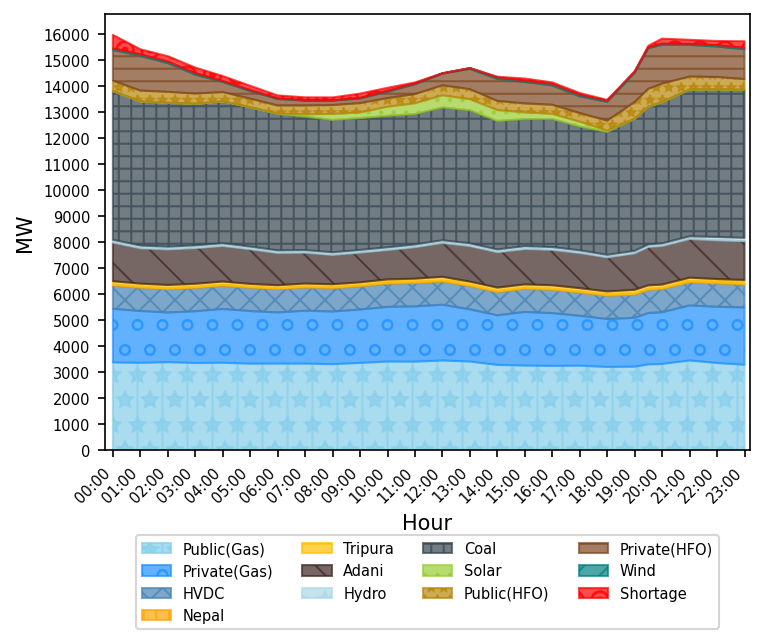 16000
15000
14000
13000
12000
11000
10000
9000
8000
7000
6000
5000
4000
3000
2000
1000
0
MW
00:00 01:00 02:00 03:00 04:00 05:00 06:00 07:00 08:00 09:00 10:00 11:00 12:00 13:00 14:00 15:00 16:00 17:00 18:00 19:00 20:00 21:00 22:00 23:00
Hour
Public(Gas) Tripura Coal Private(HFO)
Private(Gas) Adani Solar Wind
HVDC Hydro Public(HFO) Shortage
Nepal